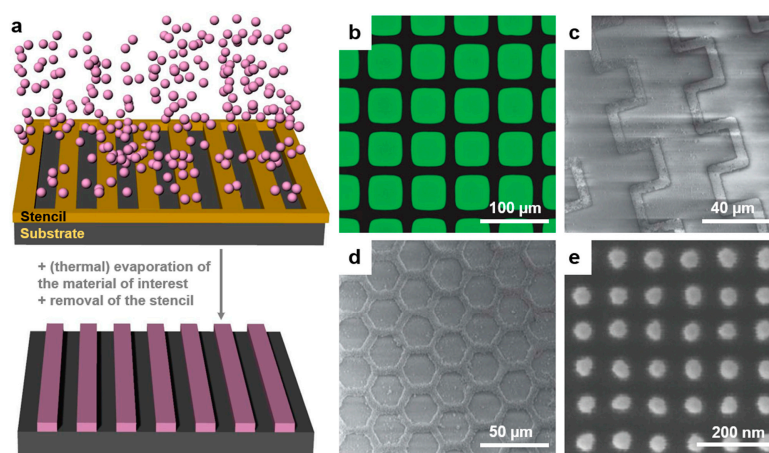 a
Stencil
Substrate
+ (thermal) evaporation of
the material of interest
+ removal of the stencil
b
100 µm
c
40 µm
d
50 µm
e
200 nm